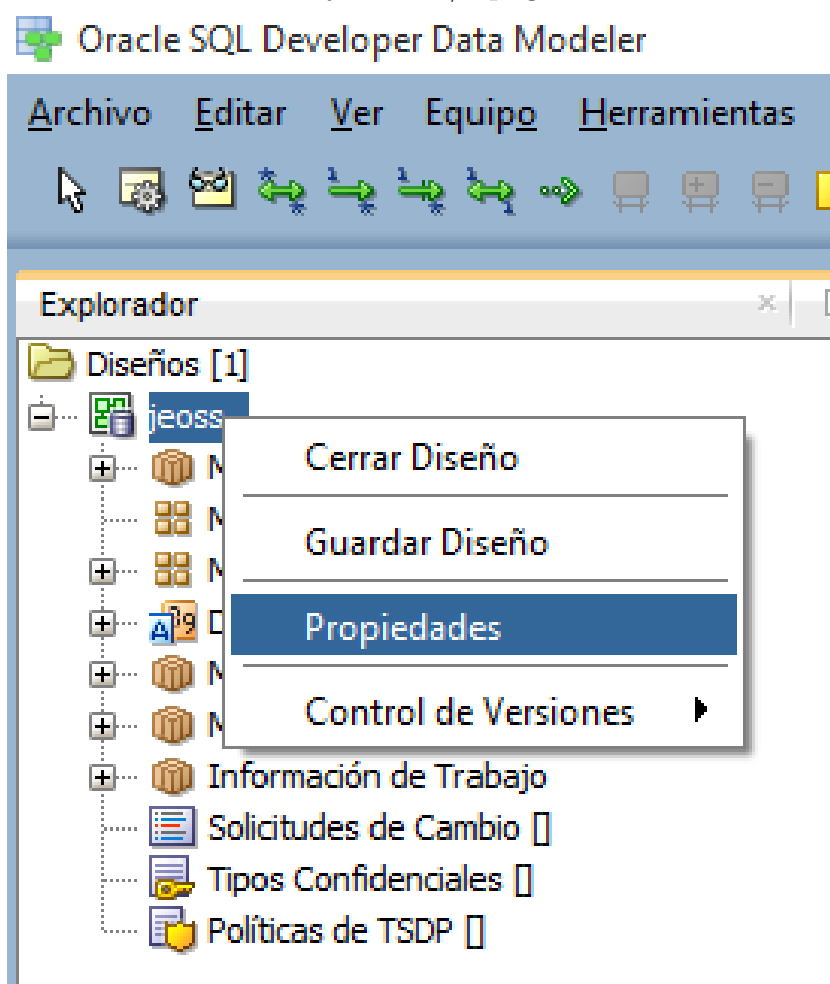 Oracle SQL Developer Data Modeler
Archivo Editar Ver Equipo Herramientas
Explorador
Diseños [1]
jeoss
Cerrar Diseño
Guardar Diseño
Propiedades
Control de Versiones
Información de Trabajo
Solicitudes de Cambio []
Tipos Confidenciales []
Políticas de TSDP []